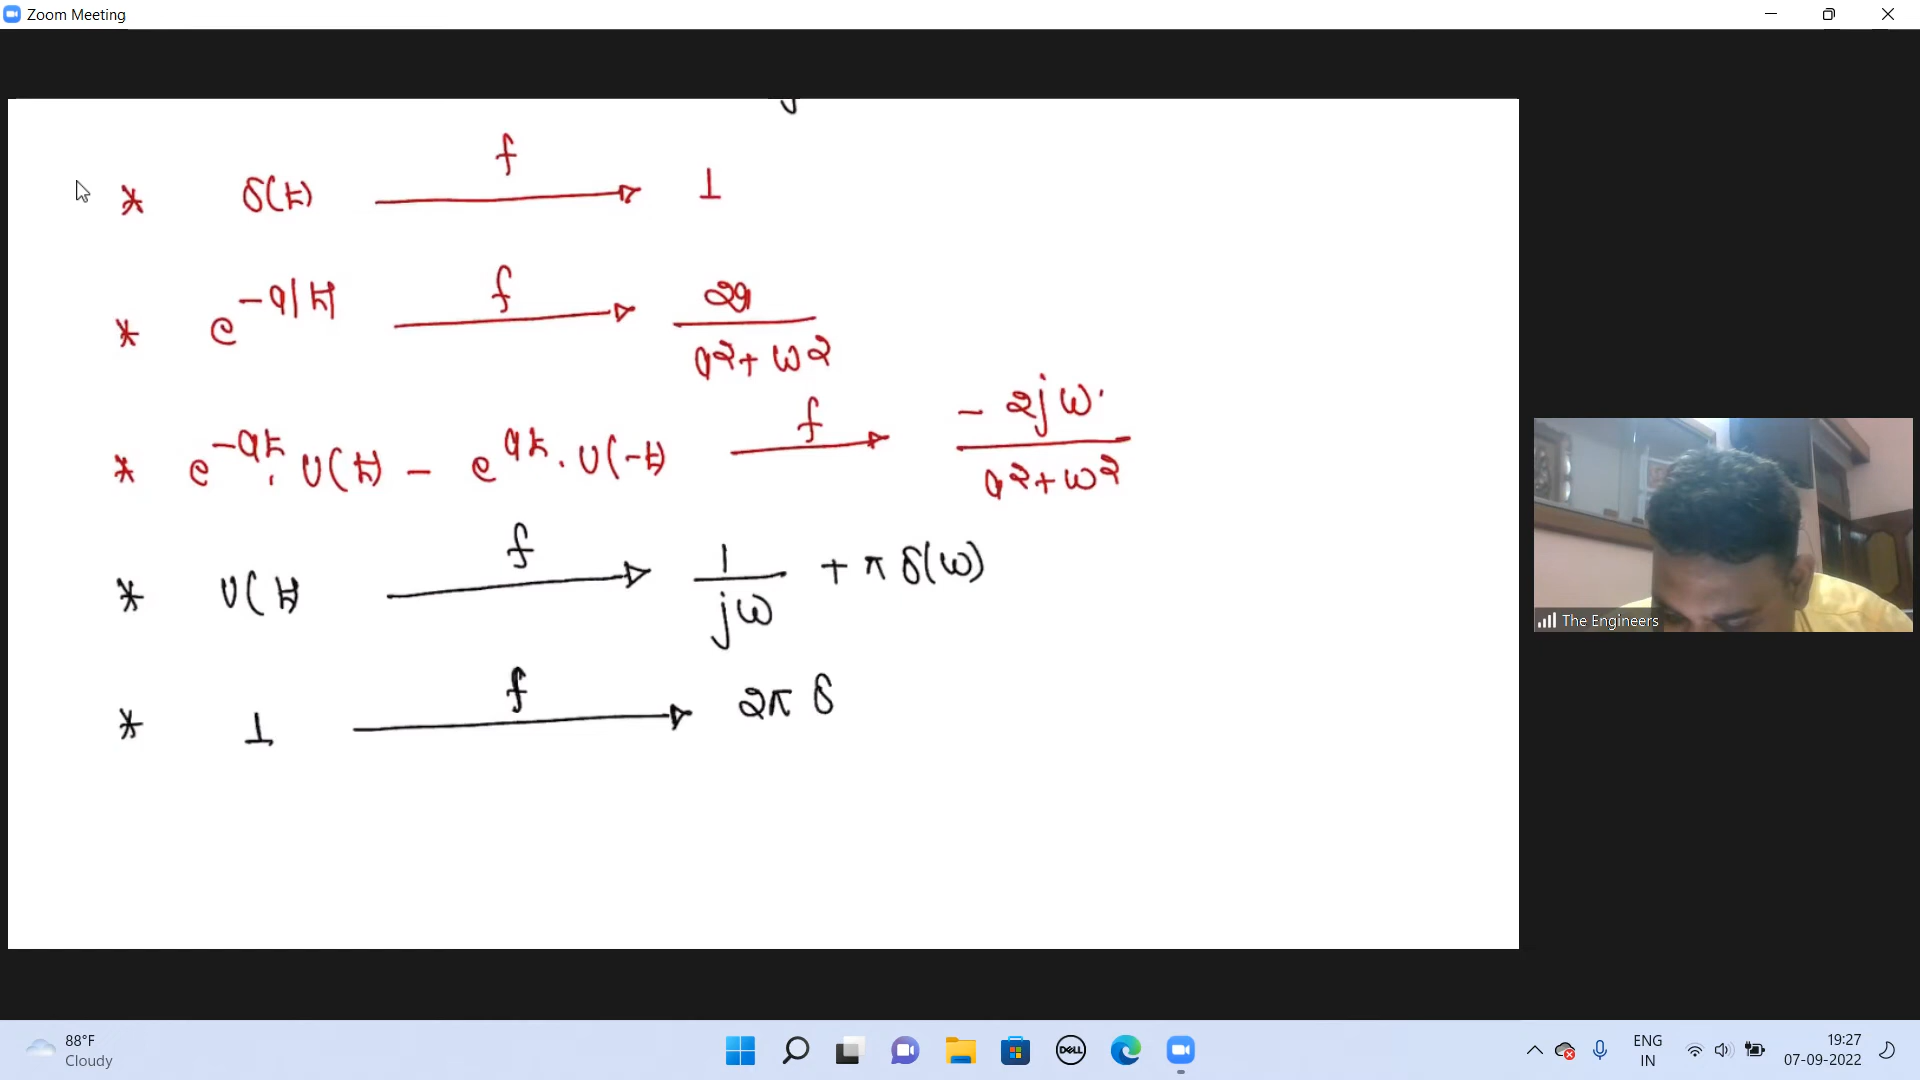 Zoom Meeting
* δ(t) f 1
* e^{-a|t|} f 2a / a²+ω²
* e^{-at}. U(t) - e^{at}. U(-t) f - 2jω / a²+ω²
* U(t) f 1/jω + π δ(ω)
* 1 f 2π δ
The Engineers
88°F
Cloudy
DELL
ENG
IN
19:27
07-09-2022